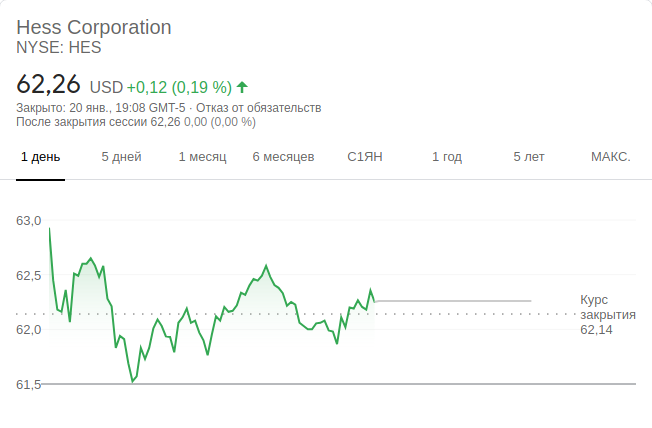 Hess Corporation
NYSE: HES
62,26 USD +0,12 (0,19 %)
Закрыто: 20 янв., 19:08 GMT-5 · Отказ от обязательств
После закрытия сессии 62,26 0,00 (0,00 %)
1 день 5 дней 1 месяц 6 месяцев С1ЯН 1 год 5 лет МАКС.
63,0
62,5
62,0
61,5
Курс
закрытия
62,14